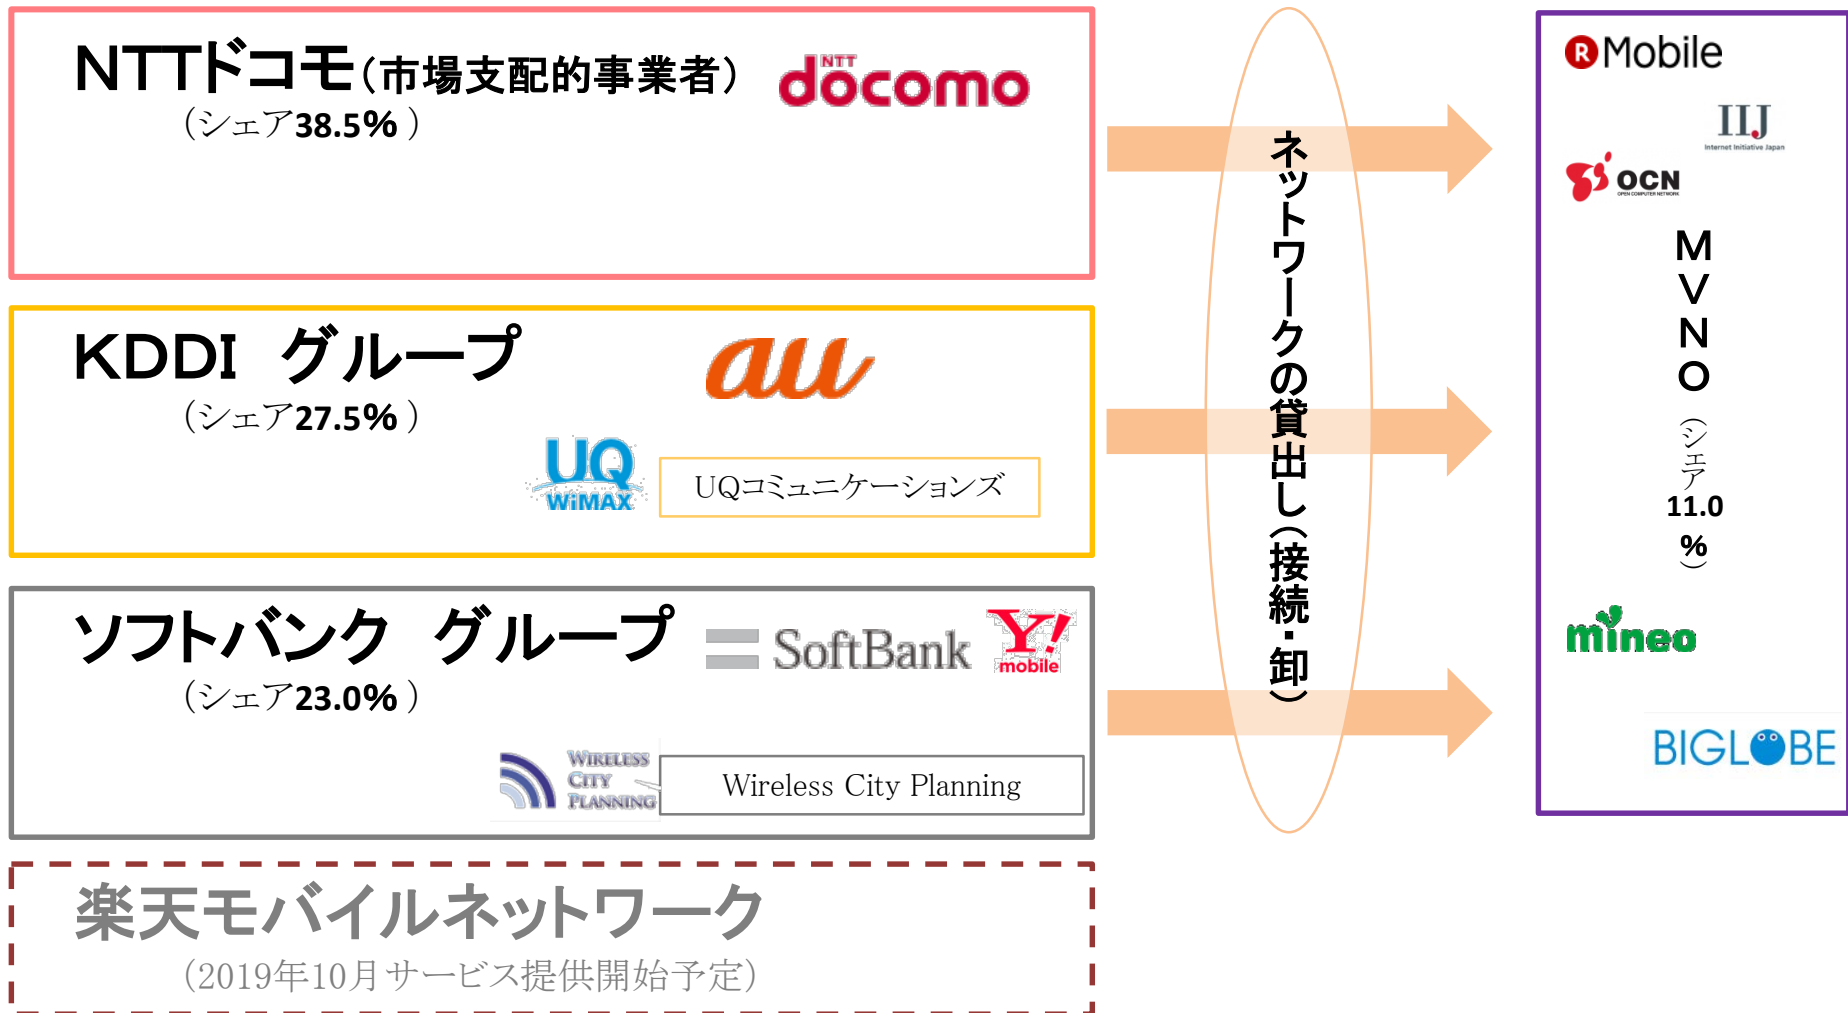 NTTドコモ（市場支配的事業者）
NTT
döcomo
（シェア38.5%）
KDDI グループ
au
（シェア27.5%）
UQ
WiMAX
UQコミュニケーションズ
ソフトバンク グループ
SoftBank
Y!
mobile
（シェア23.0%）
WIRELESS
CITY
PLANNING
Wireless City Planning
楽天モバイルネットワーク
（2019年10月サービス提供開始予定）
ネットワークの貸出し（接続・卸）
R Mobile
IIJ
Internet Initiative Japan
OCN
OPEN COMPUTER NETWORK
MVNO（シェア11.0%）
mineo
BIGLOBE